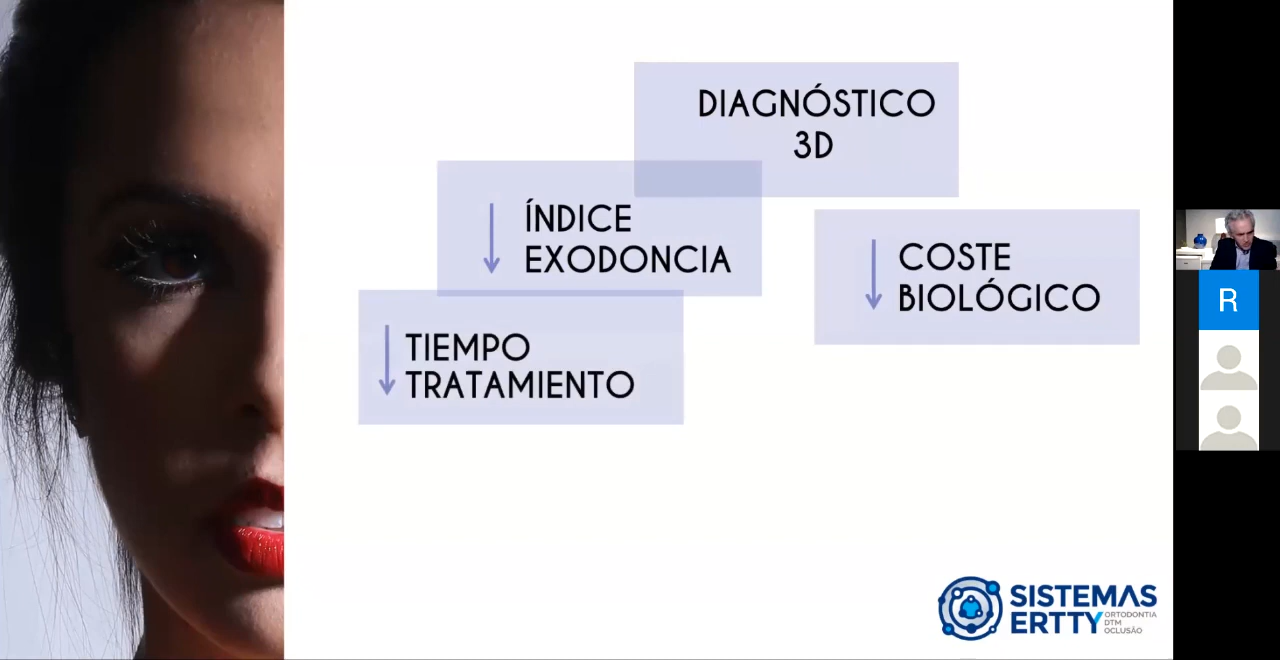 DIAGNÓSTICO
3D
ÍNDICE
EXODONCIA
COSTE
BIOLÓGICO
TIEMPO
TRATAMIENTO
R
SISTEMAS
ERTTY
ORTODONTIA
DTM
OCLUSÃO